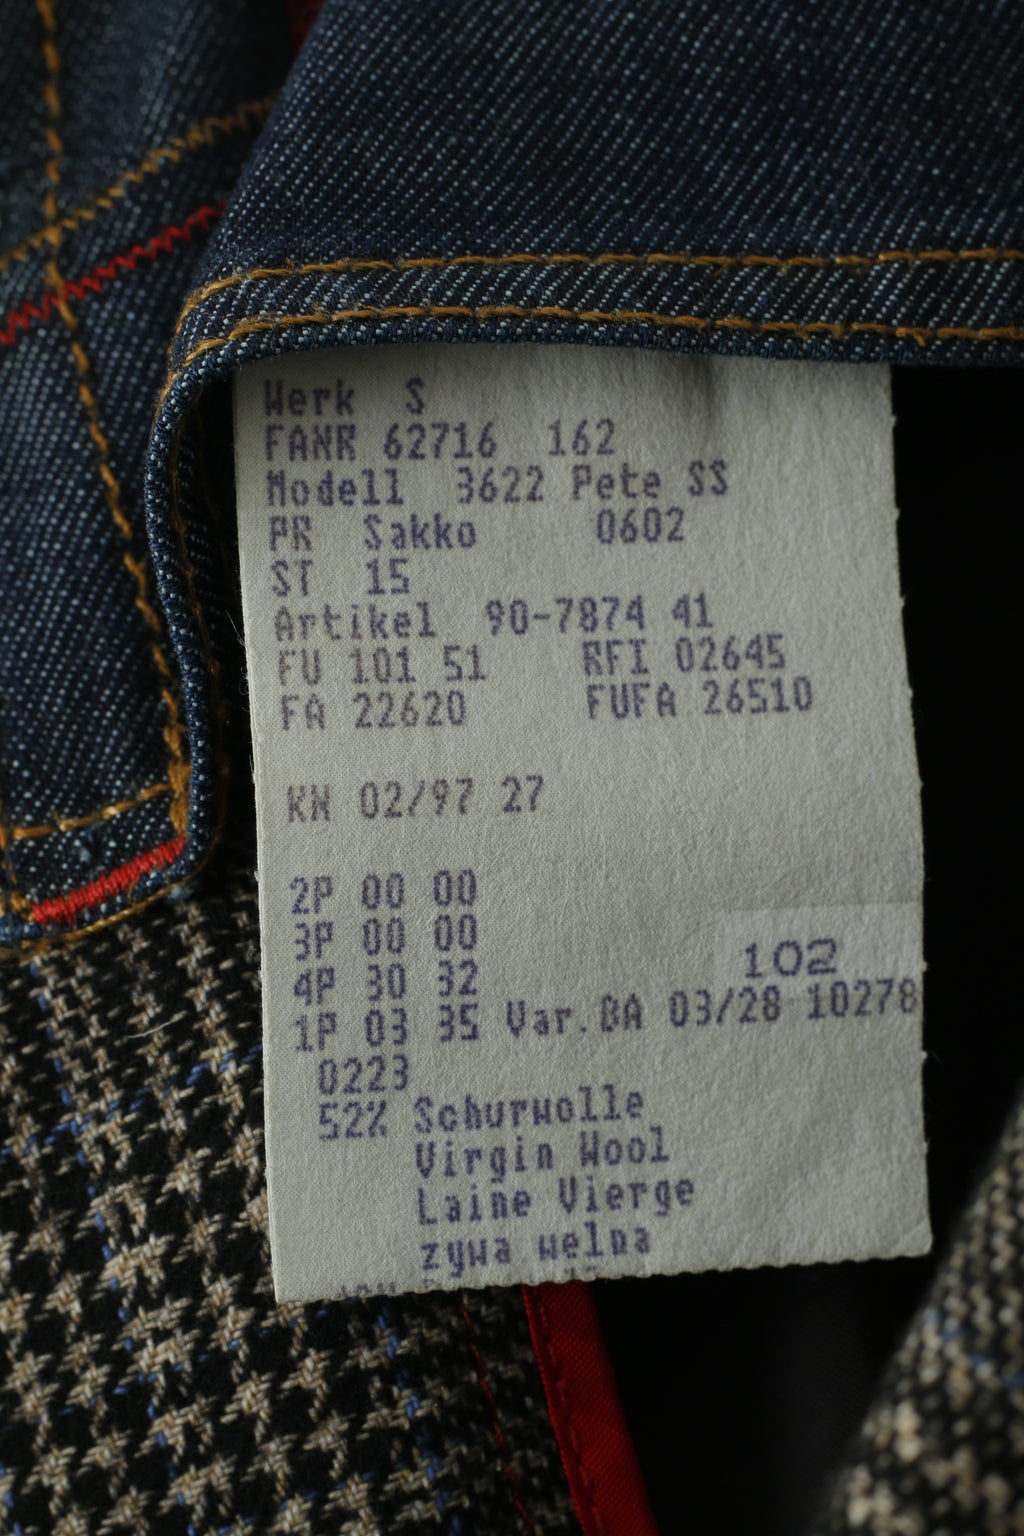 Werk S
FANR 62716 162
Modell 3622 Pete SS
PR Sakko 0602
ST 15
Artikel 90-7874 41
FU 101 51 RFI 02645
FA 22620 FUFA 26510
KW 02/97 27
2P 00 00
3P 00 00
4P 30 32
102
1P 03 35 Var.BA 03/28 10278
0223
52% Schurwolle
Virgin Wool
Laine Vierge
zywa welna